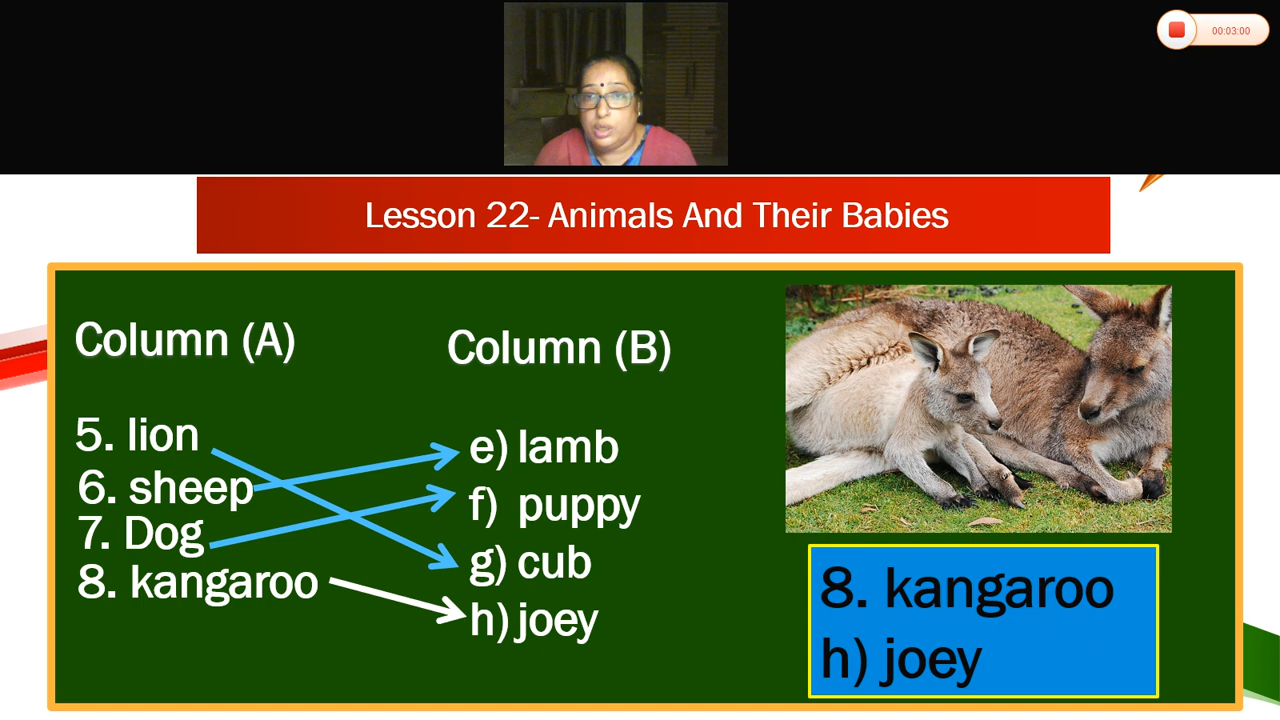 00:03:00
Lesson 22- Animals And Their Babies
Column (A)
5. lion
6. sheep
7. Dog
8. kangaroo
Column (B)
e) lamb
f) puppy
g) cub
h) joey
8. kangaroo
h) joey